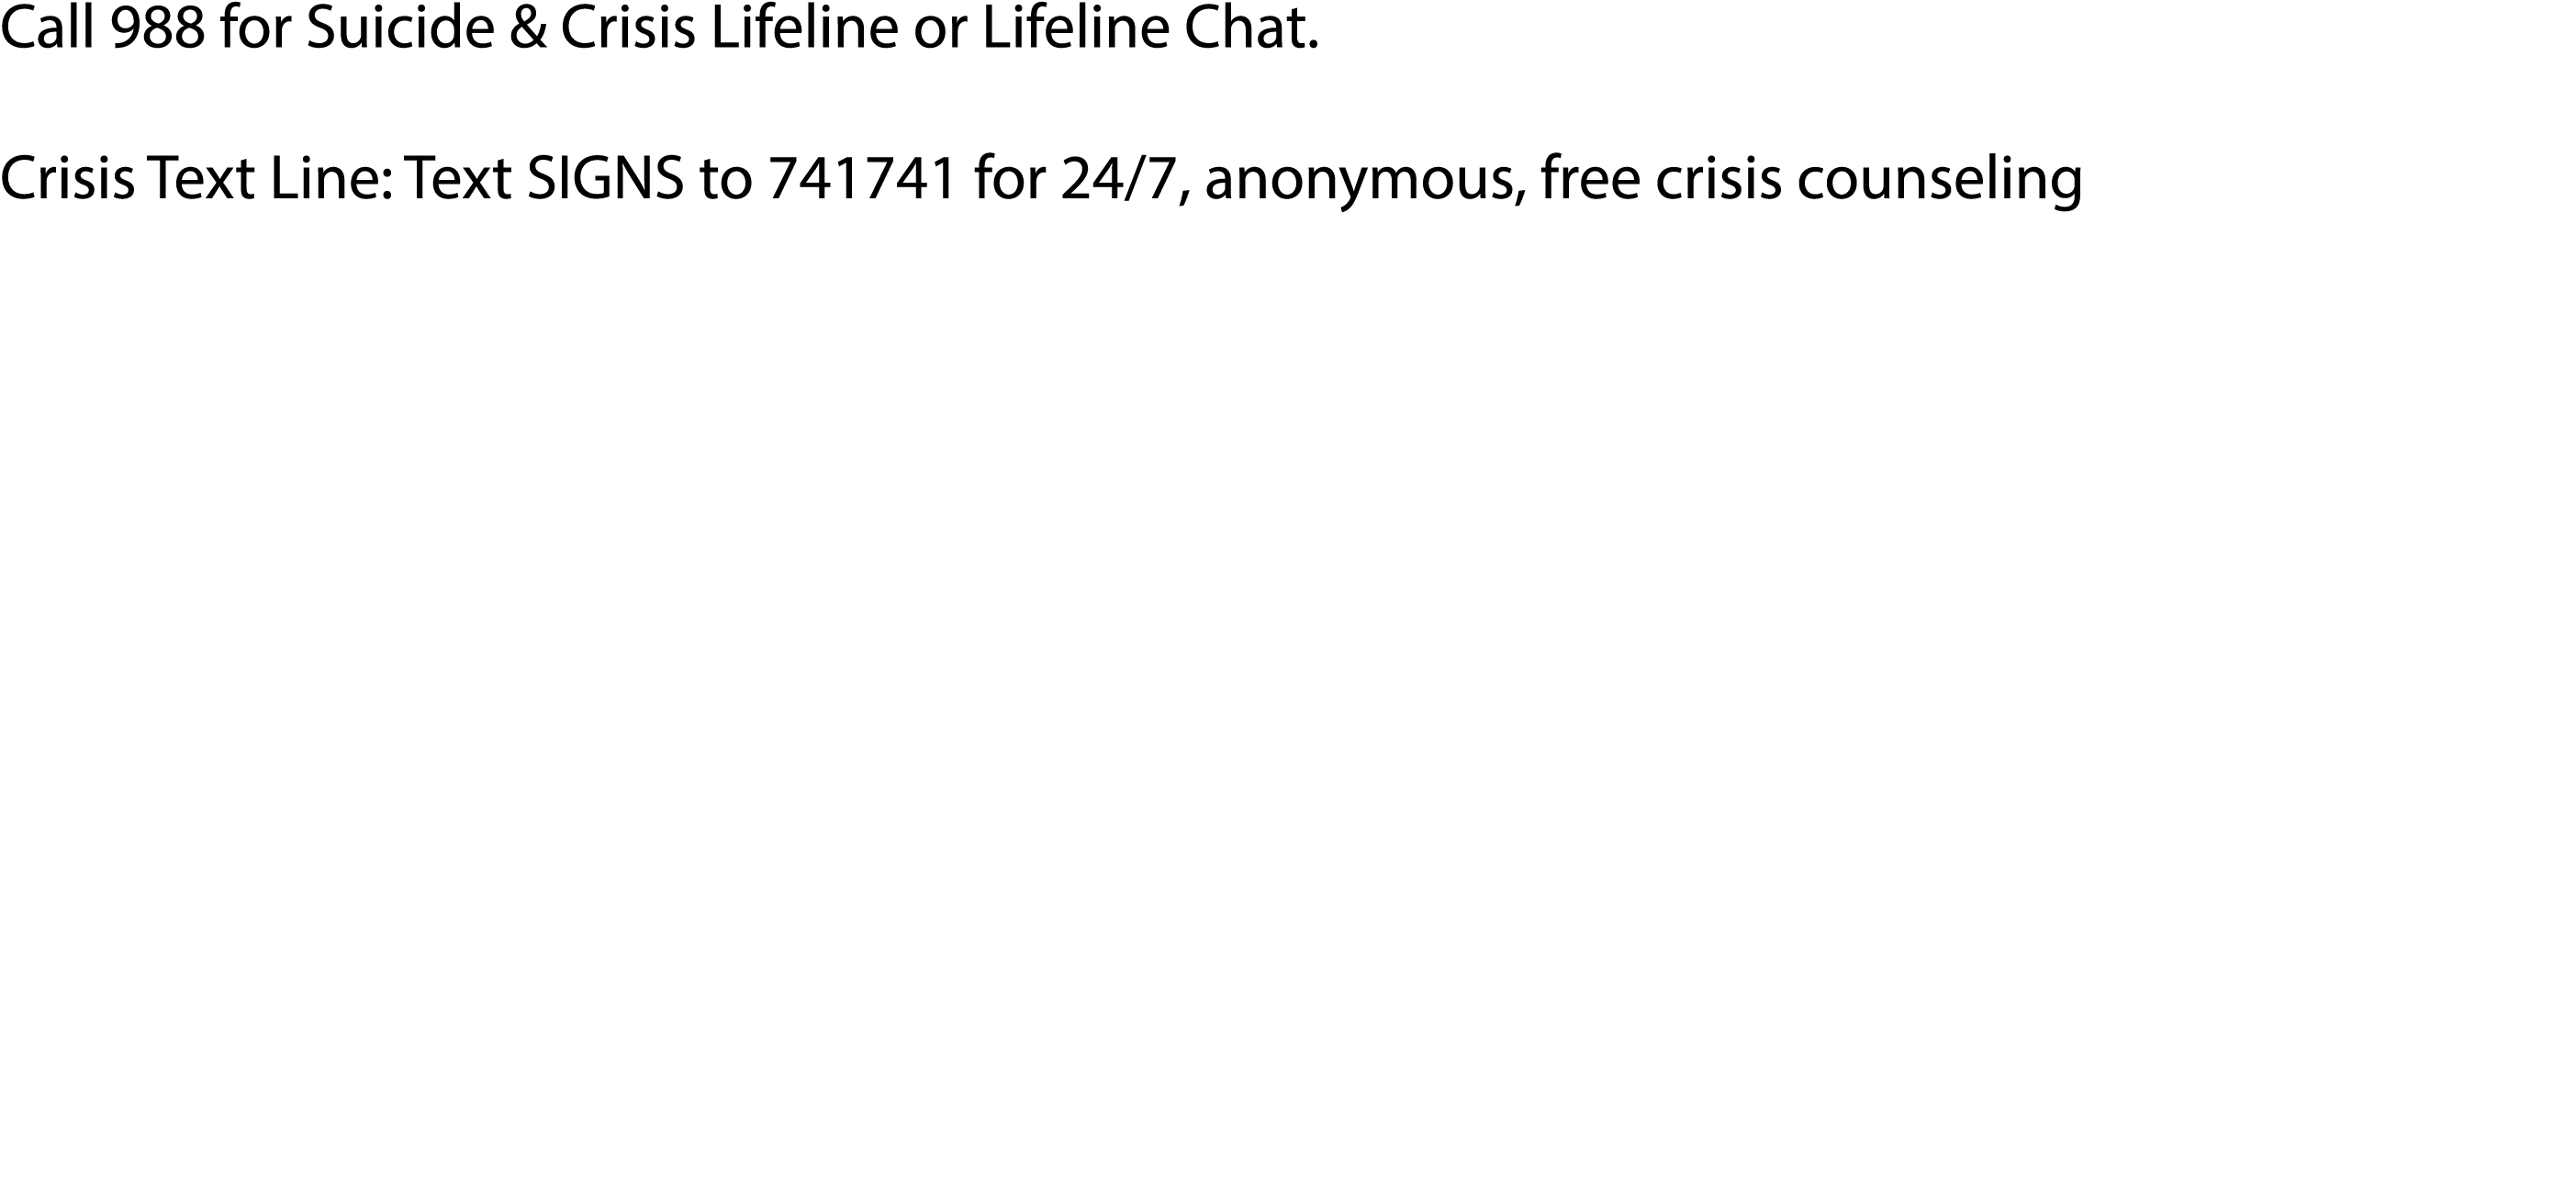 Call 988 for Suicide & Crisis Lifeline or Lifeline Chat.
Crisis Text Line: Text SIGNS to 741741 for 24/7, anonymous, free crisis counseling